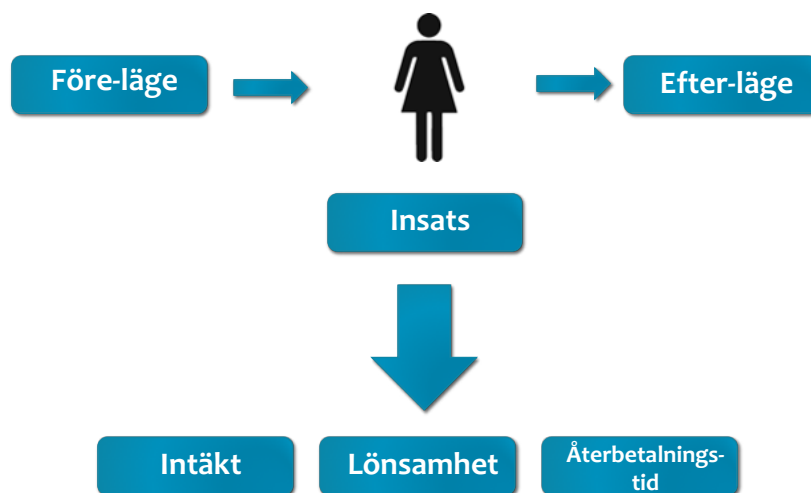 Före-läge
Efter-läge
Insats
Intäkt
Lönsamhet
Återbetalnings-
tid